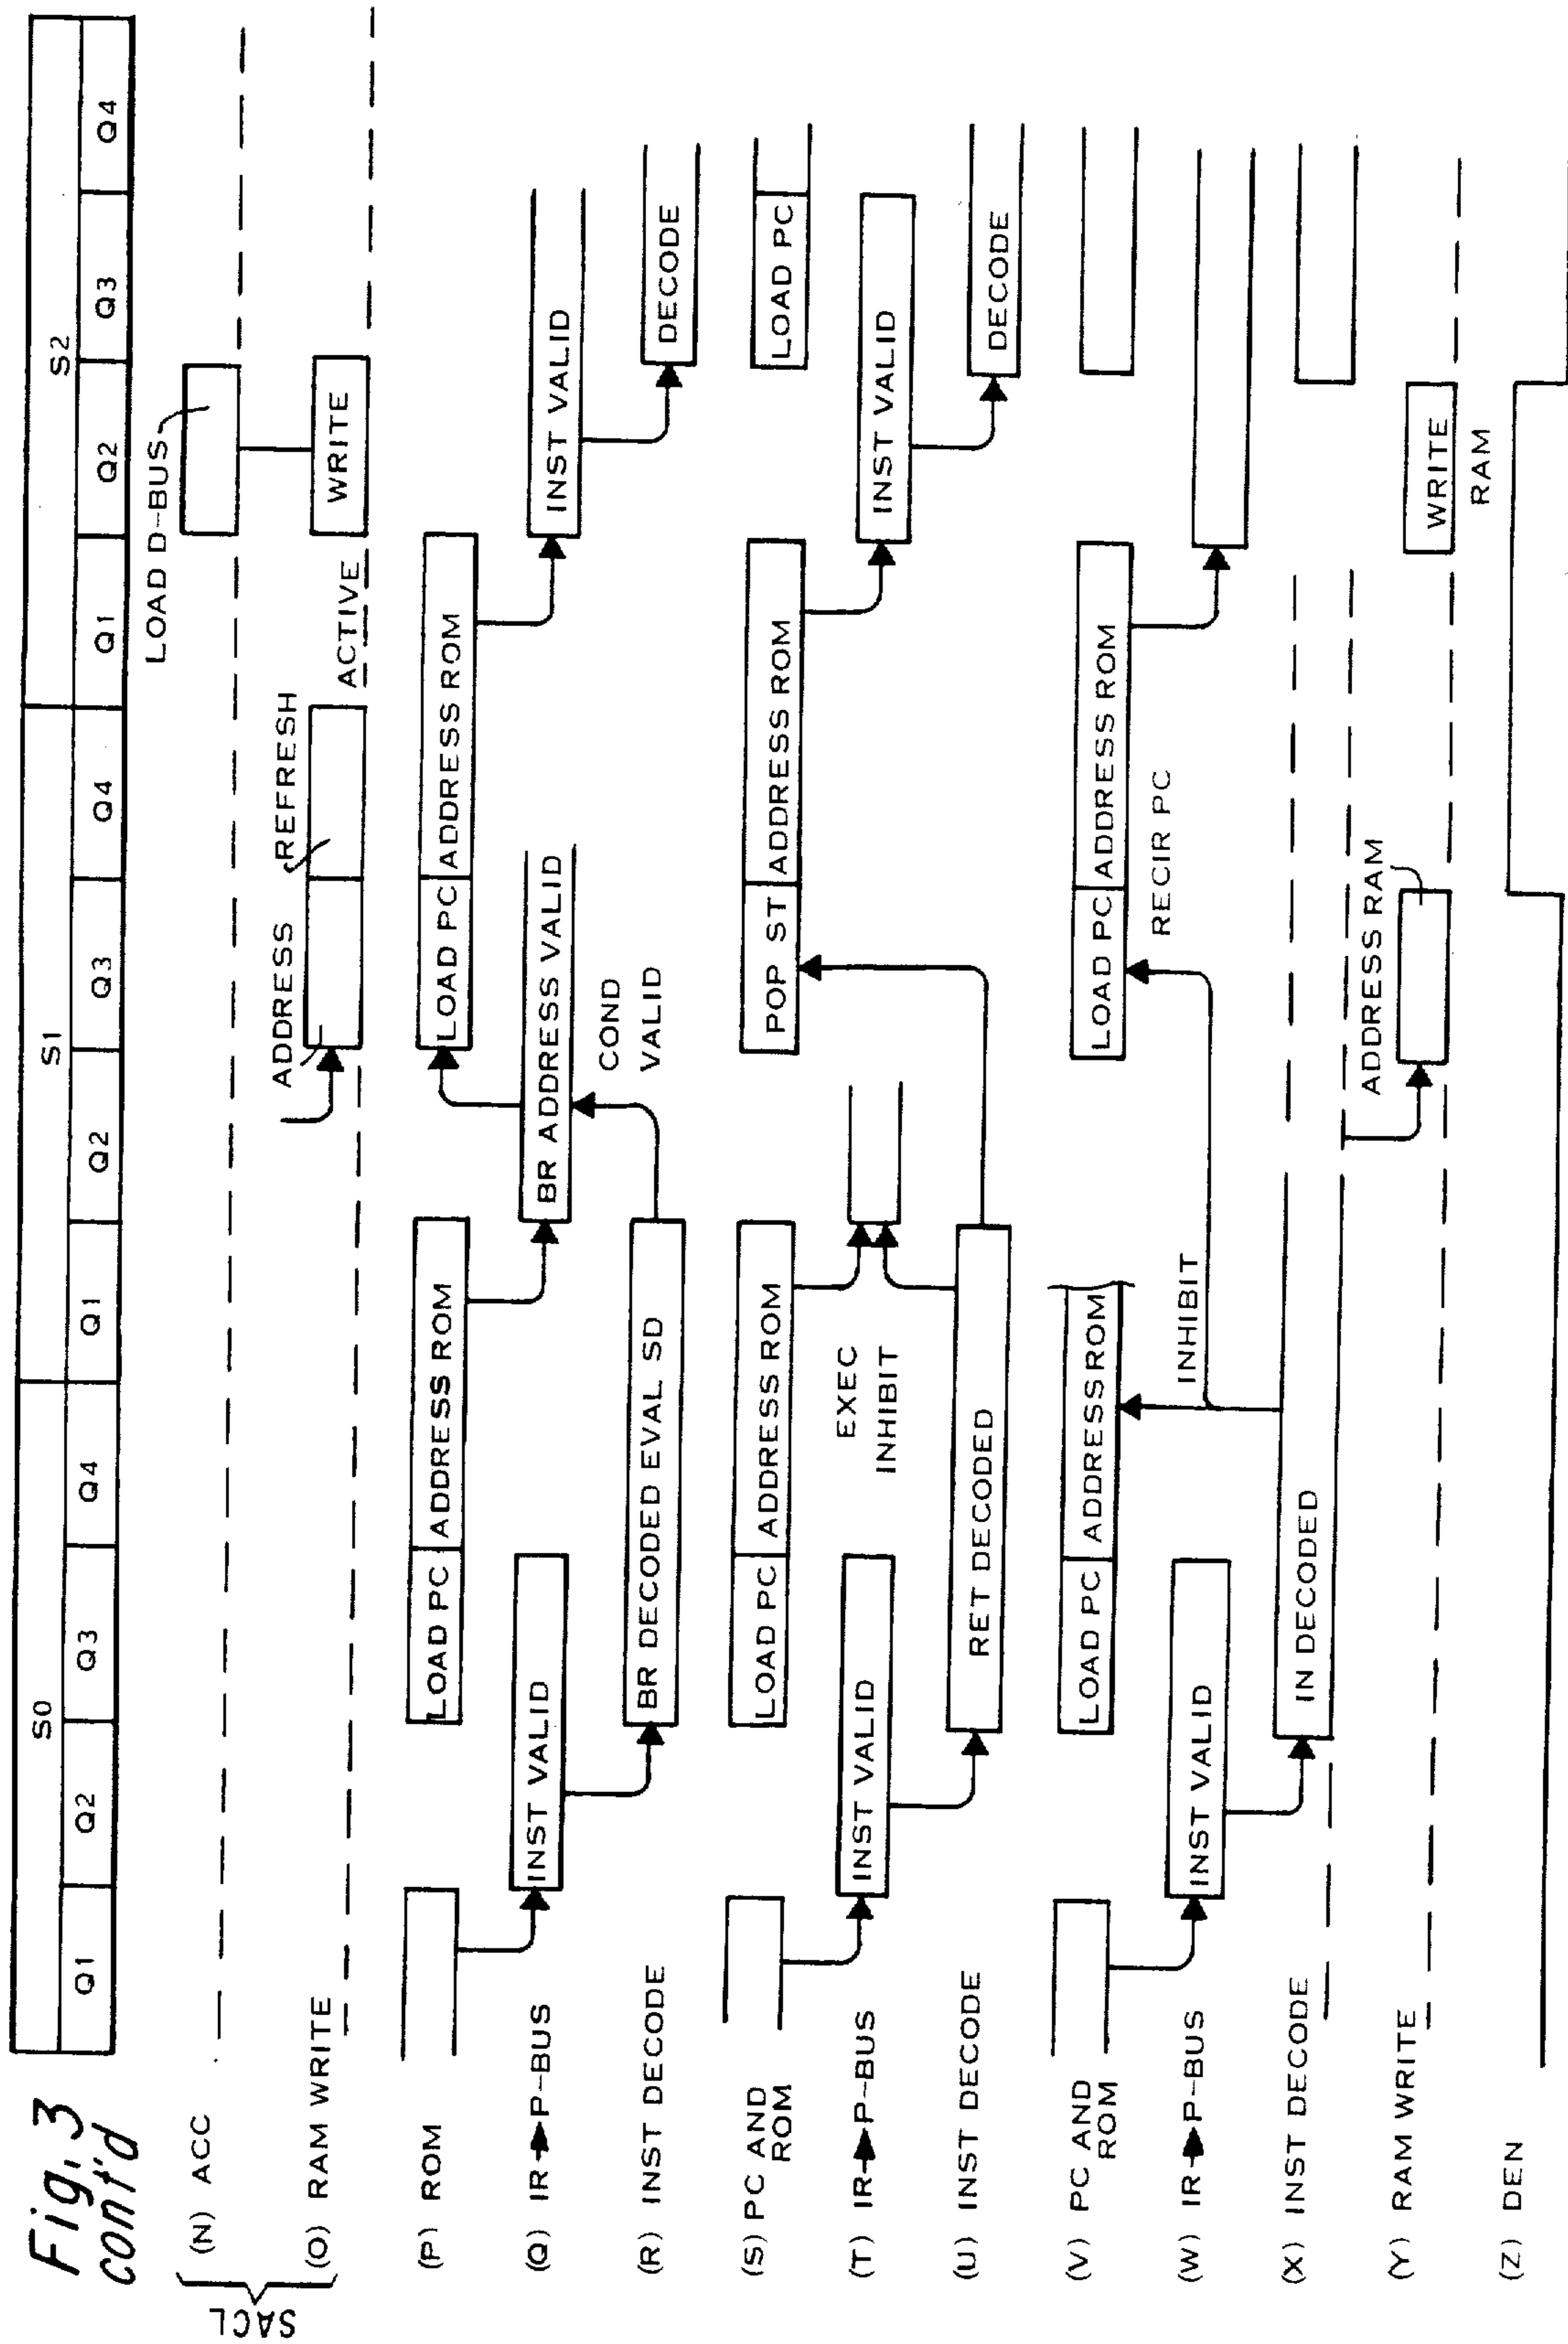 Fig. 3
cont'd
S0 S1 S2
Q1 Q2 Q3 Q4 Q1 Q2 Q3 Q4 Q1 Q2 Q3 Q4
SACL
(N) ACC
LOAD D-BUS
(O) RAM WRITE
ADDRESS
REFRESH
ACTIVE
WRITE
(P) ROM
LOAD PC ADDRESS ROM
LOAD PC ADDRESS ROM
(Q) IR→P-BUS
INST VALID
BR ADDRESS VALID
INST VALID
(R) INST DECODE
BR DECODED EVAL SD
COND
VALID
DECODE
(S) PC AND
ROM
LOAD PC ADDRESS ROM
POP ST ADDRESS ROM
LOAD PC
(T) IR→P-BUS
INST VALID
EXEC
INHIBIT
INST VALID
(U) INST DECODE
RET DECODED
DECODE
(V) PC AND
ROM
LOAD PC ADDRESS ROM
LOAD PC ADDRESS ROM
RECIR PC
(W) IR→P-BUS
INST VALID
INHIBIT
(X) INST DECODE
IN DECODED
(Y) RAM WRITE
ADDRESS RAM
WRITE
RAM
(Z) DEN